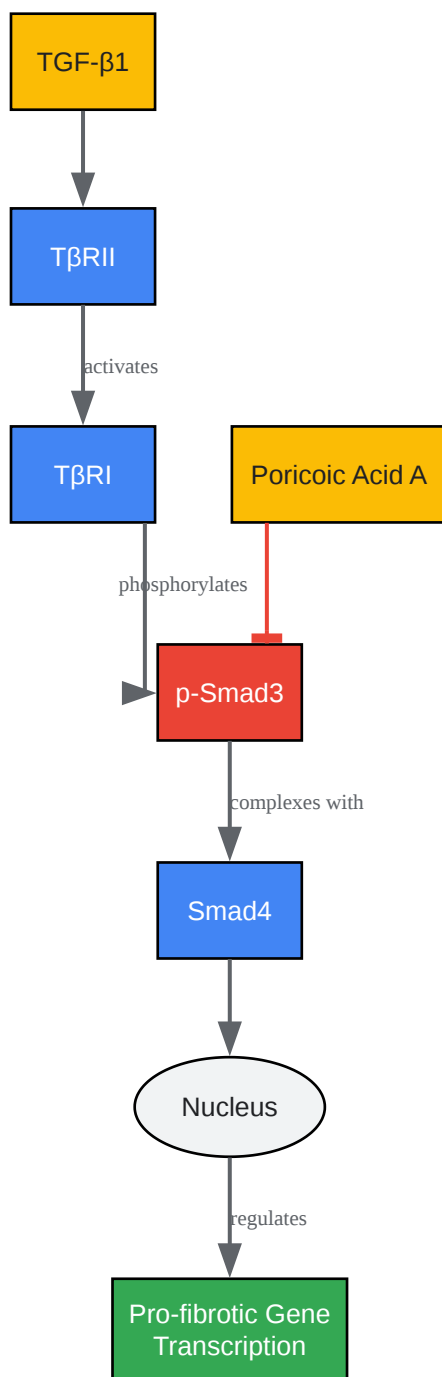 TGF-β1
TβRII
activates
TβRI
Poricoic Acid A
phosphorylates
p-Smad3
complexes with
Smad4
Nucleus
regulates
Pro-fibrotic Gene
Transcription